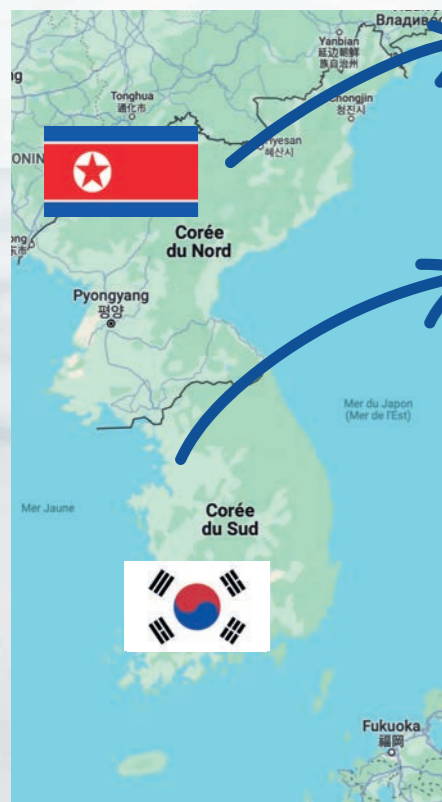 Владивос
Yanbian
延边朝鲜
族自治州
Tonghua
通化市
Chongjin
청진시
Hyesan
혜산시
ONIN
Corée
du Nord
Pyongyang
평양
Mer du Japon
(Mer de l'Est)
Mer Jaune
Corée
du Sud
Fukuoka
福岡